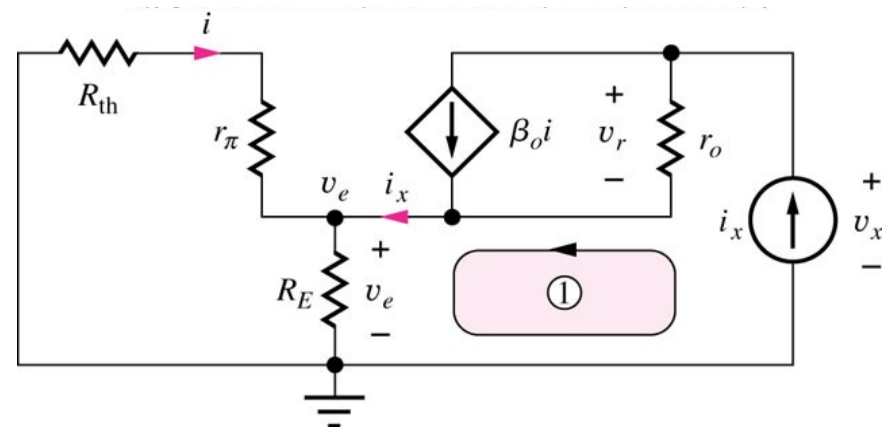 i
R_th
r_π
β_o i
+
v_r
−
r_o
v_e
i_x
i_x
+
v_x
−
R_E
+
v_e
−
①